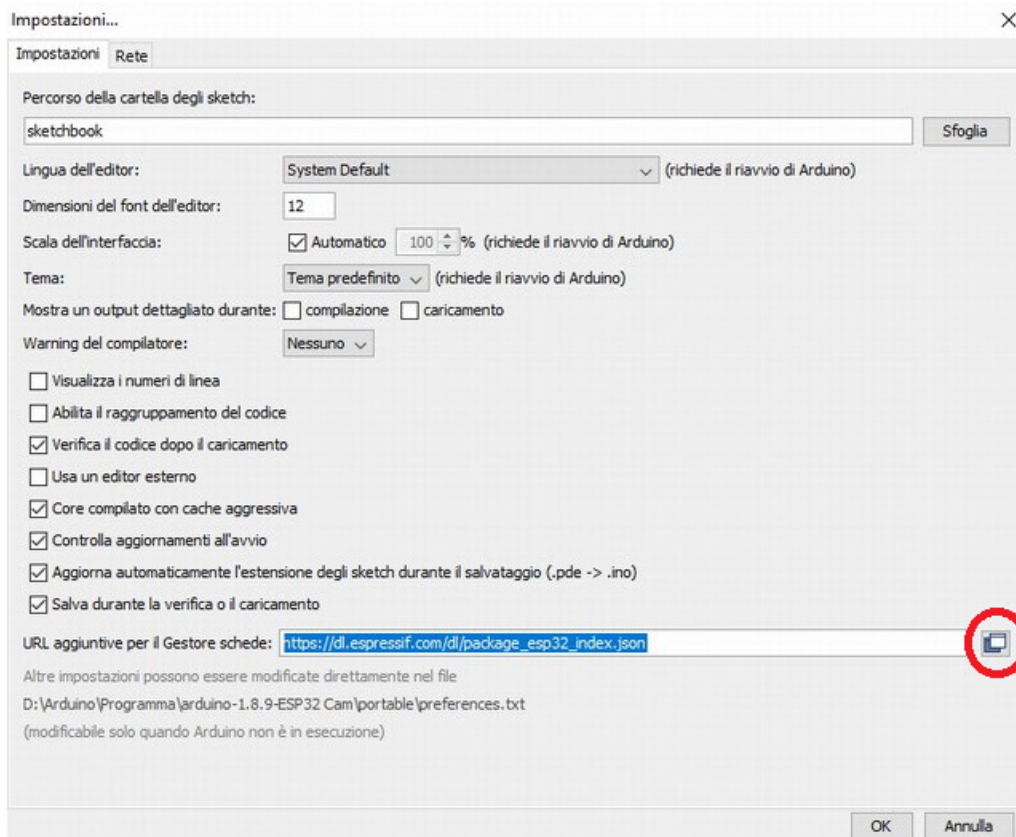 Impostazioni...
Impostazioni Rete
Percorso della cartella degli sketch:
sketchbook Sfoglia
Lingua dell'editor: System Default (richiede il riavvio di Arduino)
Dimensioni del font dell'editor: 12
Scala dell'interfaccia: Automatico 100 % (richiede il riavvio di Arduino)
Tema: Tema predefinito (richiede il riavvio di Arduino)
Mostra un output dettagliato durante: compilazione caricamento
Warning del compilatore: Nessuno
Visualizza i numeri di linea
Abilita il raggruppamento del codice
Verifica il codice dopo il caricamento
Usa un editor esterno
Core compilato con cache aggressiva
Controlla aggiornamenti all'avvio
Aggiorna automaticamente l'estensione degli sketch durante il salvataggio (.pde -> .ino)
Salva durante la verifica o il caricamento
URL aggiuntive per il Gestore schede: https://dl.espressif.com/dl/package_esp32_index.json
Altre impostazioni possono essere modificate direttamente nel file
D:\Arduino\Programma\arduino-1.8.9-ESP32 Cam\portable\preferences.txt
(modificabile solo quando Arduino non è in esecuzione)
OK Annulla